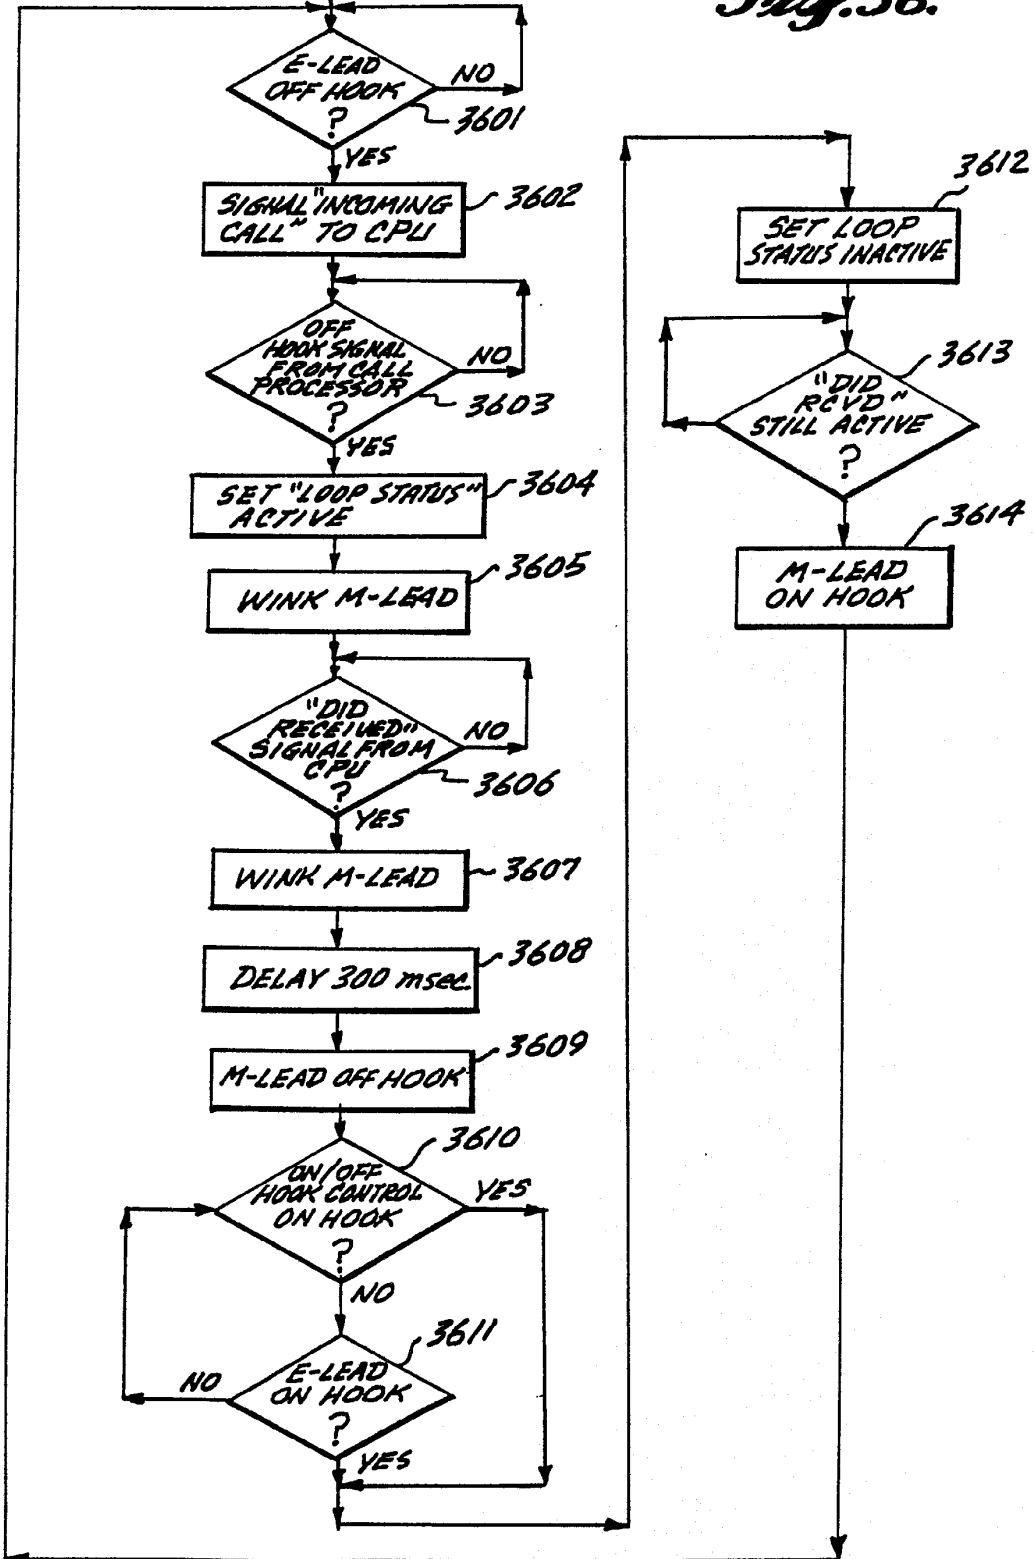 Fig. 36.
E-LEAD
OFF HOOK
?
NO
3601
YES
SIGNAL "INCOMING
CALL" TO CPU
3602
OFF
HOOK SIGNAL
FROM CALL
PROCESSOR
?
NO
3603
YES
SET "LOOP STATUS"
ACTIVE
3604
WINK M-LEAD
3605
"DID
RECEIVED"
SIGNAL FROM
CPU
?
NO
3606
YES
WINK M-LEAD
3607
DELAY 300 msec.
3608
M-LEAD OFF HOOK
3609
ON/OFF
HOOK CONTROL
ON HOOK
?
3610
YES
NO
E-LEAD
ON HOOK
?
3611
NO
YES
SET LOOP
STATUS INACTIVE
3612
"DID
RCVD"
STILL ACTIVE
?
3613
M-LEAD
ON HOOK
3614